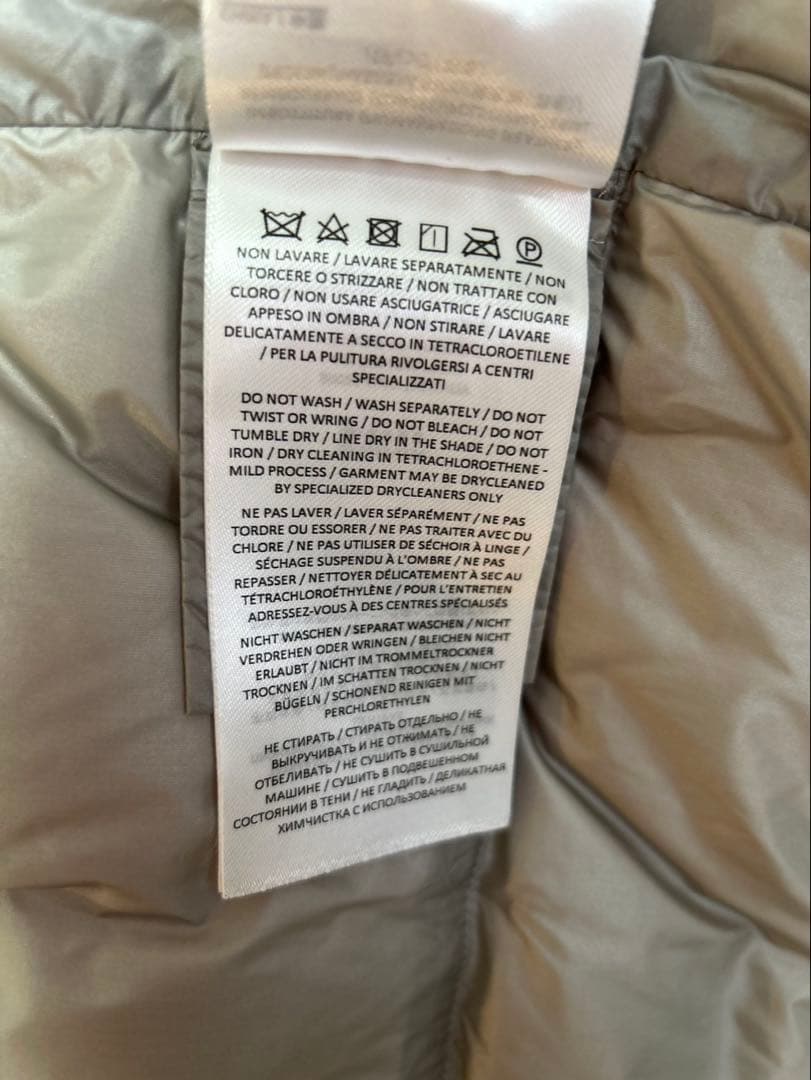 NON LAVARE / LAVARE SEPARATAMENTE / NON
TORCERE O STRIZZARE / NON TRATTARE CON
CLORO / NON USARE ASCIUGATRICE / ASCIUGARE
APPESO IN OMBRA / NON STIRARE / LAVARE
DELICATAMENTE A SECCO IN TETRACLOROETILENE
/ PER LA PULITURA RIVOLGERSI A CENTRI
SPECIALIZZATI
DO NOT WASH / WASH SEPARATELY / DO NOT
TWIST OR WRING / DO NOT BLEACH / DO NOT
TUMBLE DRY / LINE DRY IN THE SHADE / DO NOT
IRON / DRY CLEANING IN TETRACHLOROETHENE -
MILD PROCESS / GARMENT MAY BE DRYCLEANED
BY SPECIALIZED DRYCLEANERS ONLY
NE PAS LAVER / LAVER SÉPARÉMENT / NE PAS
TORDRE OU ESSORER / NE PAS TRAITER AVEC DU
CHLORE / NE PAS UTILISER DE SÉCHOIR À LINGE /
SÉCHAGE SUSPENDU À L'OMBRE / NE PAS
REPASSER / NETTOYER DÉLICATEMENT À SEC AU
TÉTRACHLOROÉTHYLÈNE / POUR L'ENTRETIEN
ADRESSEZ-VOUS À DES CENTRES SPÉCIALISÉS
NICHT WASCHEN / SEPARAT WASCHEN / NICHT
VERDREHEN ODER WRINGEN / BLEICHEN NICHT
ERLAUBT / NICHT IM TROMMELTROCKNER
TROCKNEN / IM SCHATTEN TROCKNEN / NICHT
BÜGELN / SCHONEND REINIGEN MIT
PERCHLORETHYLEN
НЕ СТИРАТЬ / СТИРАТЬ ОТДЕЛЬНО / НЕ
ВЫКРУЧИВАТЬ И НЕ ОТЖИМАТЬ / НЕ
ОТБЕЛИВАТЬ / НЕ СУШИТЬ В СУШИЛЬНОЙ
МАШИНЕ / СУШИТЬ В ПОДВЕШЕННОМ
СОСТОЯНИИ В ТЕНИ / НЕ ГЛАДИТЬ / ДЕЛИКАТНАЯ
ХИМЧИСТКА С ИСПОЛЬЗОВАНИЕМ